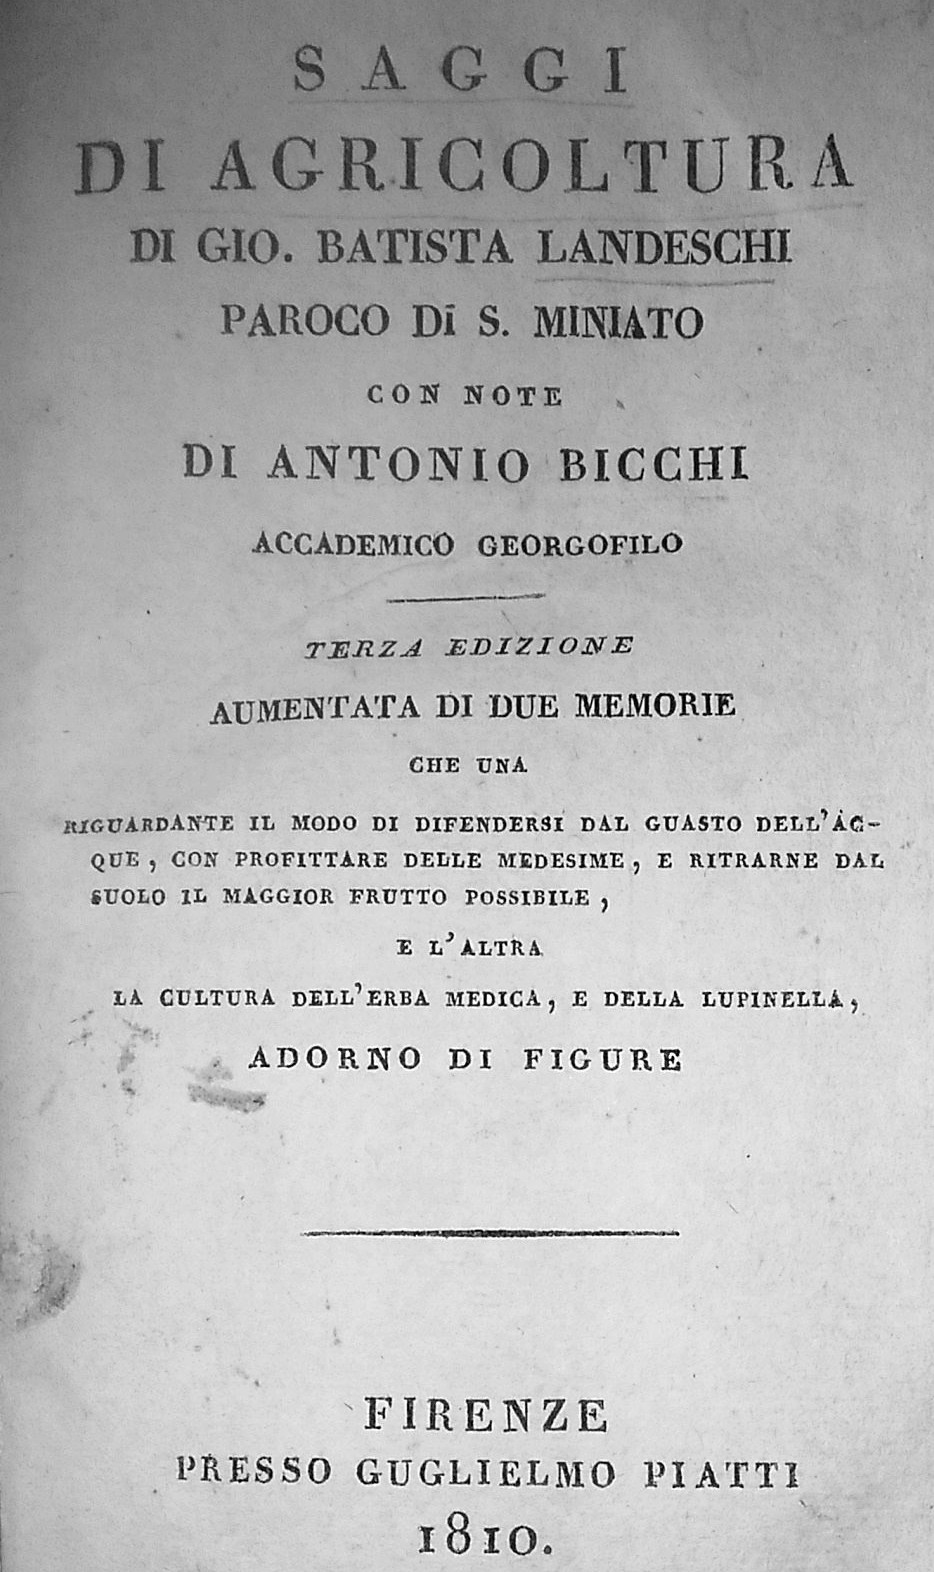 SAGGI
DI AGRICOLTURA
DI GIO. BATISTA LANDESCHI
PAROCO Di S. MINIATO
CON NOTE
DI ANTONIO BICCHI
ACCADEMICO GEORGOFILO
TERZA EDIZIONE
AUMENTATA DI DUE MEMORIE
CHE UNA
RIGUARDANTE IL MODO DI DIFENDERSI DAL GUASTO DELL'AC-
QUE, CON PROFITTARE DELLE MEDESIME, E RITRARNE DAL
SUOLO IL MAGGIOR FRUTTO POSSIBILE,
E L'ALTRA
LA CULTURA DELL'ERBA MEDICA, E DELLA LUPINELLA,
ADORNO DI FIGURE
FIRENZE
PRESSO GUGLIELMO PIATTI
1810.